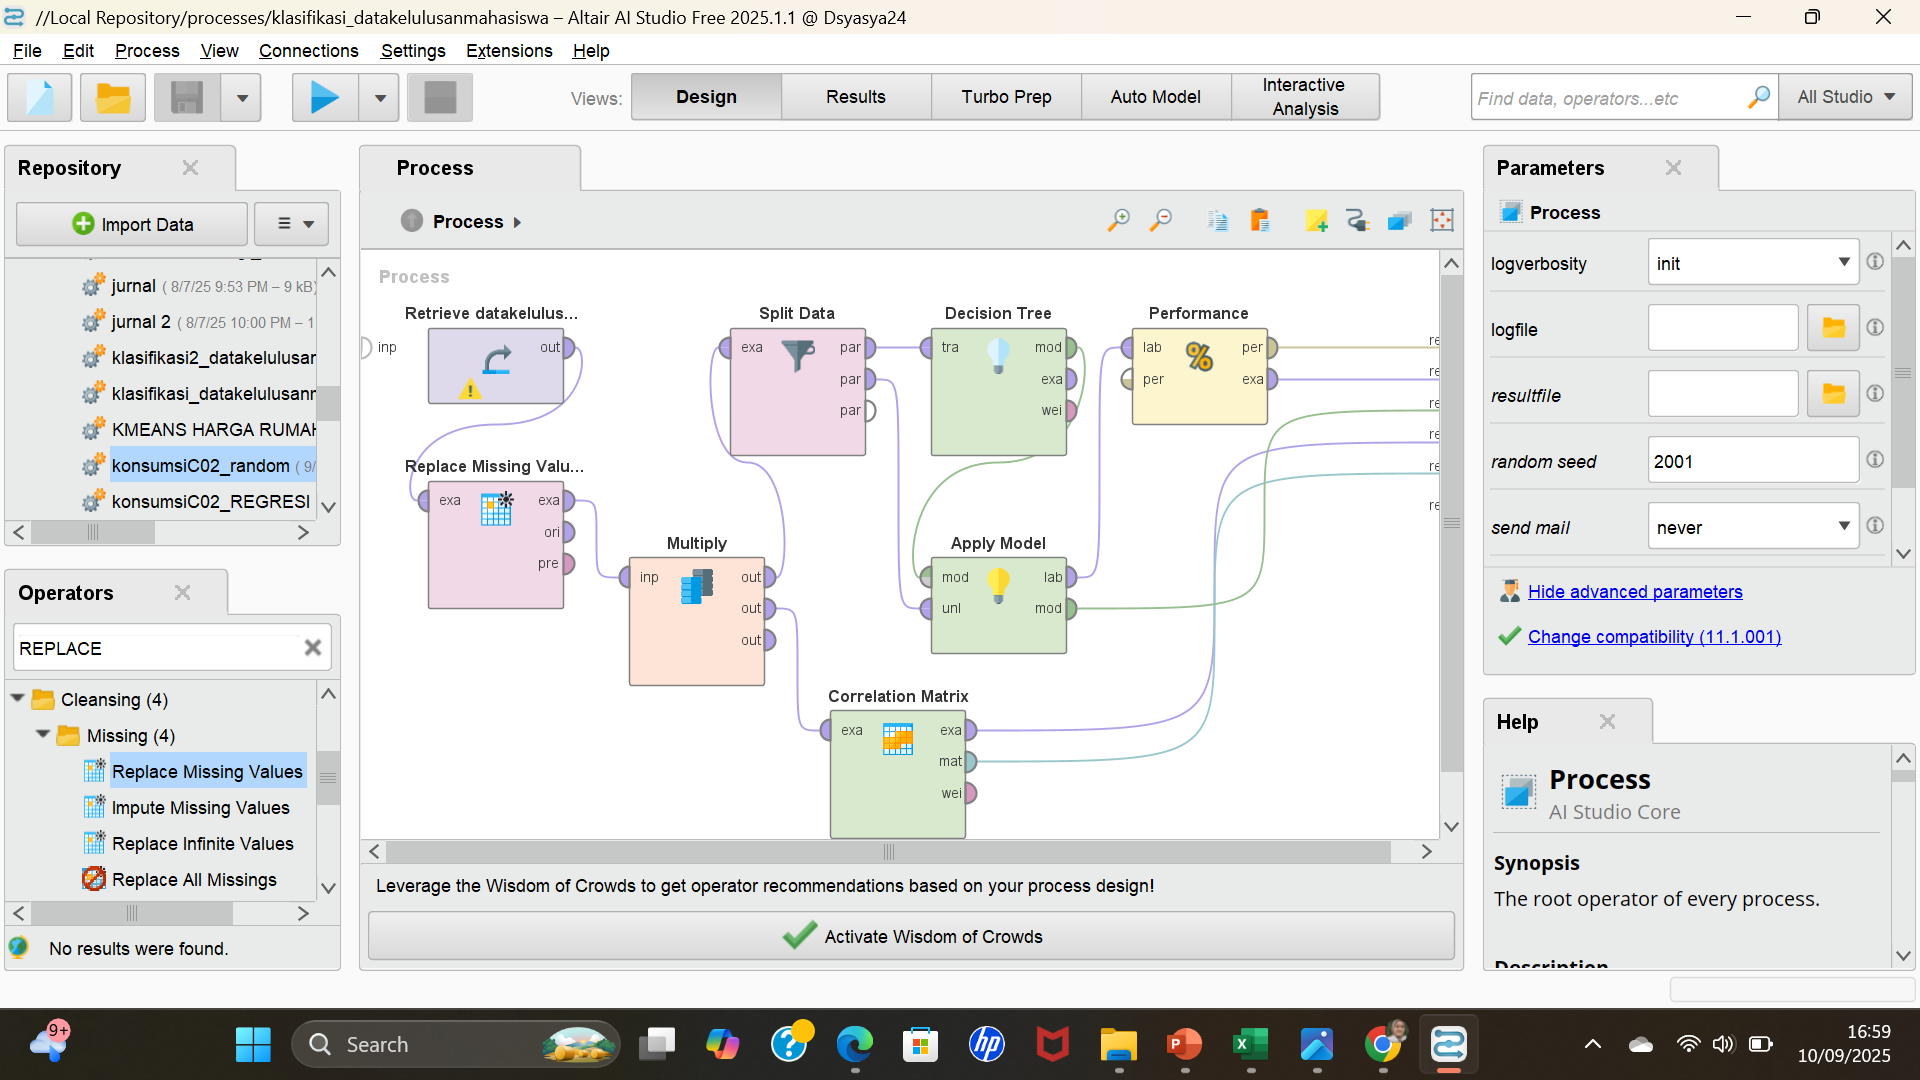 //Local Repository/processes/klasifikasi_datakelulusanmahasiswa – Altair AI Studio Free 2025.1.1 @ Dsyasya24
File Edit Process View Connections Settings Extensions Help
Views: Design Results Turbo Prep Auto Model Interactive Analysis
Find data, operators...etc All Studio
Repository
Import Data
jurnal ( 8/7/25 9:53 PM – 9 kB)
jurnal 2 ( 8/7/25 10:00 PM – 1
klasifikasi2_datakelulusar
klasifikasi_datakelulusanr
KMEANS HARGA RUMAH
konsumsiC02_random ( 9/
konsumsiC02_REGRESI
Operators
REPLACE
Cleansing (4)
Missing (4)
Replace Missing Values
Impute Missing Values
Replace Infinite Values
Replace All Missings
No results were found.
Process
Process
Process
inp
Retrieve datakelulus...
out
Replace Missing Valu...
exa exa
ori
pre
Multiply
inp out
out
out
Split Data
exa par
par
par
Decision Tree
tra mod
exa
wei
Apply Model
mod lab
unl mod
Correlation Matrix
exa exa
mat
wei
Performance
lab per
per exa
re
re
re
re
re
re
Leverage the Wisdom of Crowds to get operator recommendations based on your process design!
Activate Wisdom of Crowds
Parameters
Process
logverbosity init
logfile
resultfile
random seed 2001
send mail never
Hide advanced parameters
Change compatibility (11.1.001)
Help
Process
AI Studio Core
Synopsis
The root operator of every process.
Description
9+
Search
16:59
10/09/2025